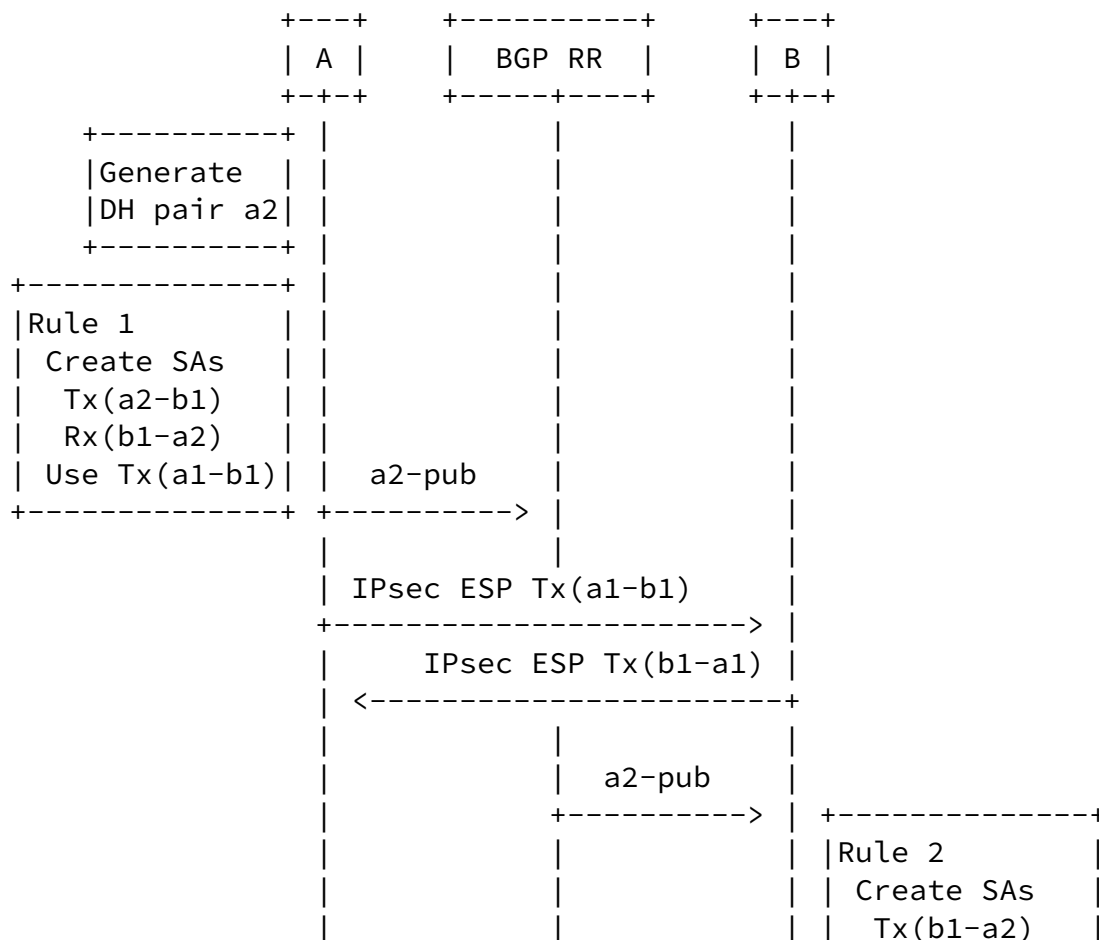 A BGP RR B
Generate
DH pair a2
Rule 1
Create SAs
Tx(a2-b1)
Rx(b1-a2)
Use Tx(a1-b1) a2-pub
IPsec ESP Tx(a1-b1)
IPsec ESP Tx(b1-a1)
a2-pub
Rule 2
Create SAs
Tx(b1-a2)